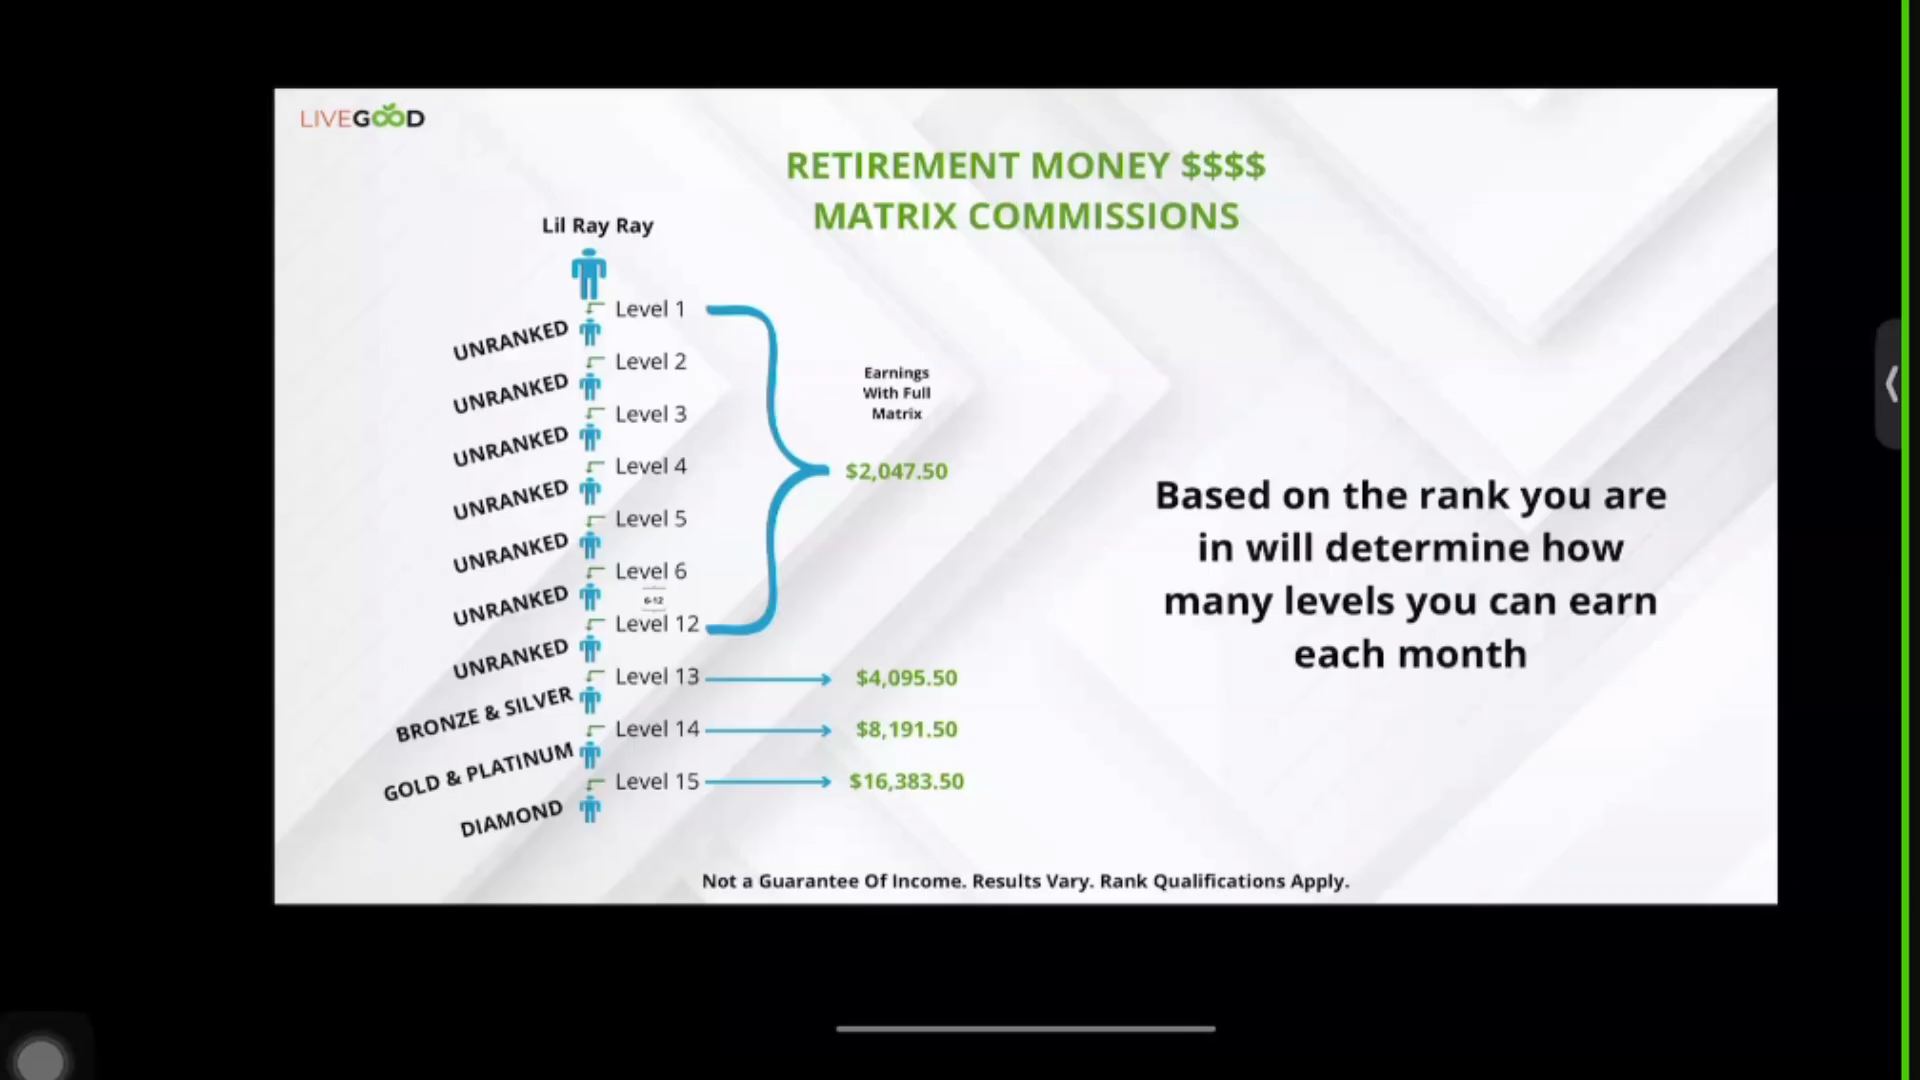 LIVEGOOD
RETIREMENT MONEY $$$$
MATRIX COMMISSIONS
Lil Ray Ray
Level 1
UNRANKED
Level 2
UNRANKED
Level 3
UNRANKED
Level 4
UNRANKED
Level 5
UNRANKED
Level 6
UNRANKED
6-12
Level 12
UNRANKED
Level 13
BRONZE & SILVER
Level 14
GOLD & PLATINUM
Level 15
DIAMOND
Earnings
With Full
Matrix
$2,047.50
$4,095.50
$8,191.50
$16,383.50
Based on the rank you are
in will determine how
many levels you can earn
each month
Not a Guarantee Of Income. Results Vary. Rank Qualifications Apply.